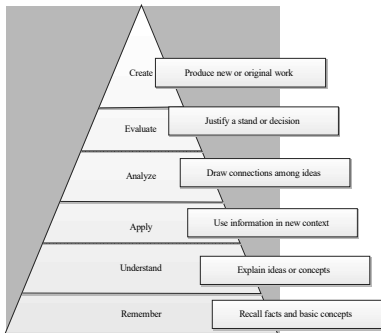 Create
Produce new or original work
Evaluate
Justify a stand or decision
Analyze
Draw connections among ideas
Apply
Use information in new context
Understand
Explain ideas or concepts
Remember
Recall facts and basic concepts